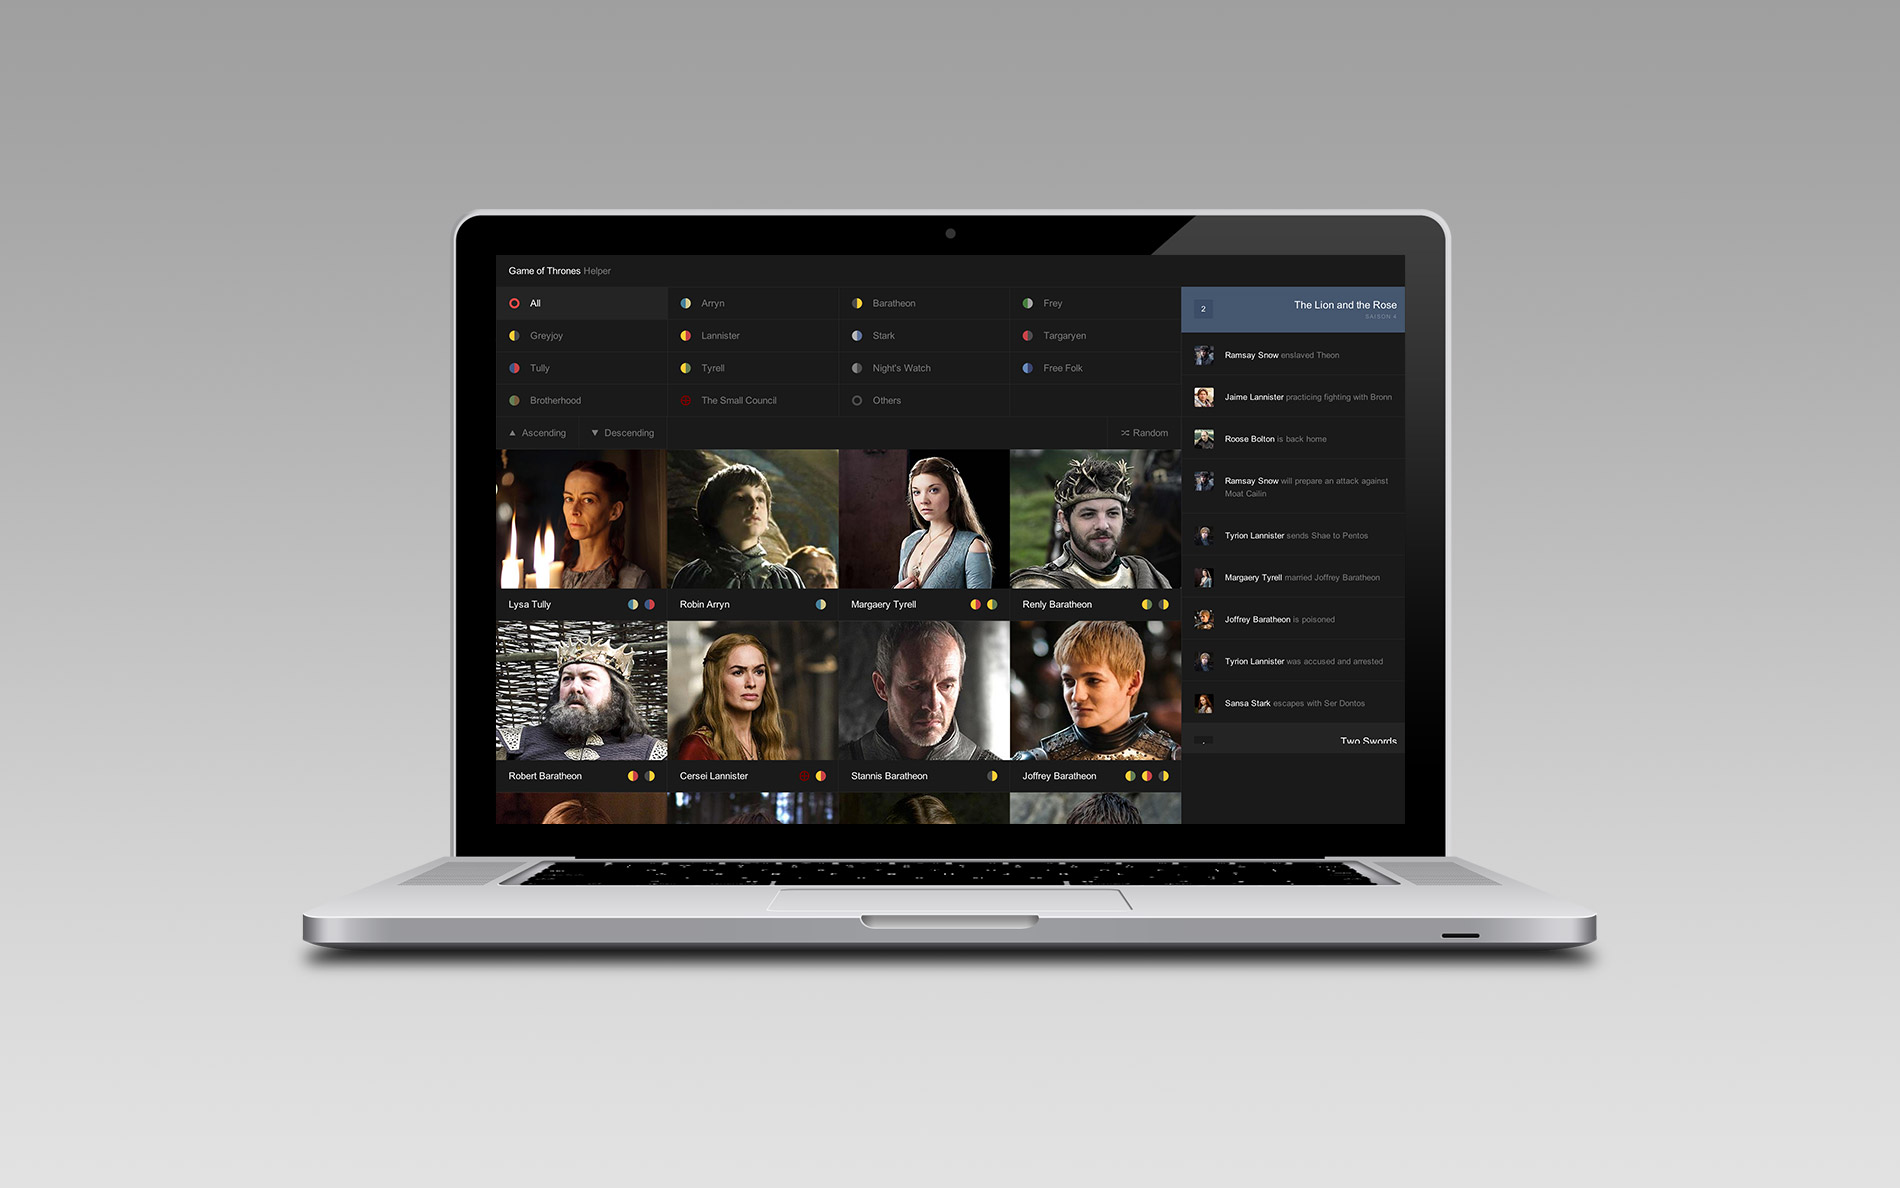 Game of Thrones Helper
All
Arryn
Baratheon
Frey
Greyjoy
Lannister
Stark
Targaryen
Tully
Tyrell
Night's Watch
Free Folk
Brotherhood
The Small Council
Others
Ascending
Descending
Random
Lysa Tully
Robin Arryn
Margaery Tyrell
Renly Baratheon
Robert Baratheon
Cersei Lannister
Stannis Baratheon
Joffrey Baratheon
2
The Lion and the Rose
SAISON 4
Ramsay Snow enslaved Theon
Jaime Lannister practicing fighting with Bronn
Roose Bolton is back home
Ramsay Snow will prepare an attack against
Moat Cailin
Tyrion Lannister sends Shae to Pentos
Margaery Tyrell married Joffrey Baratheon
Joffrey Baratheon is poisoned
Tyrion Lannister was accused and arrested
Sansa Stark escapes with Ser Dontos
Two Swords